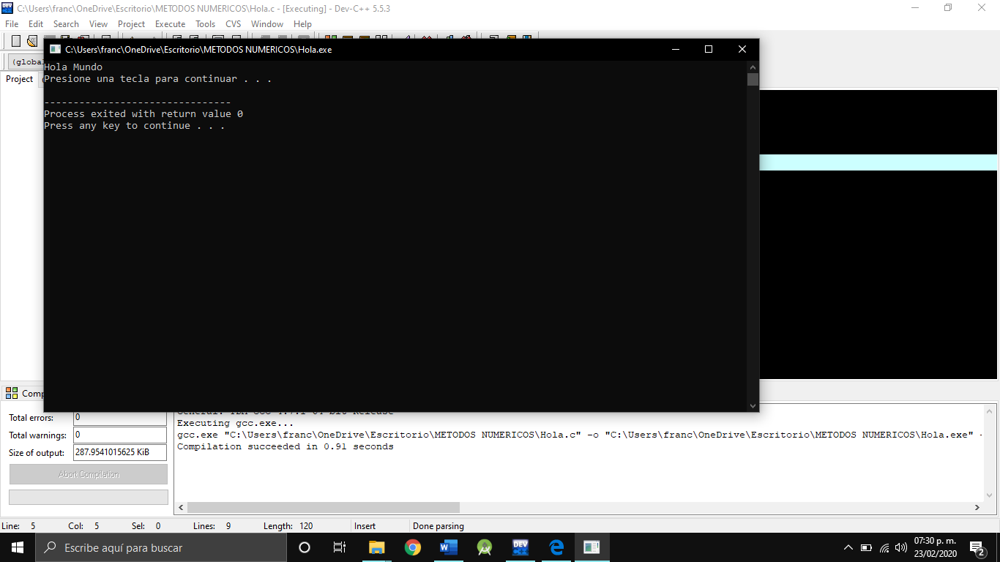 C:\Users\franc\OneDrive\Escritorio\METODOS NUMERICOS\Hola.c - [Executing] - Dev-C++ 5.5.3
File Edit Search View Project Execute Tools CVS Window Help
C:\Users\franc\OneDrive\Escritorio\METODOS NUMERICOS\Hola.exe
(global
Hola Mundo
Project
Presione una tecla para continuar . . .
--------------------------------
Process exited with return value 0
Press any key to continue . . .
Comp
Total errors: 0
Total warnings: 0
Size of output: 287.9541015625 KiB
Abort Compilation
Executing gcc.exe...
gcc.exe "C:\Users\franc\OneDrive\Escritorio\METODOS NUMERICOS\Hola.c" -o "C:\Users\franc\OneDrive\Escritorio\METODOS NUMERICOS\Hola.exe" -
Compilation succeeded in 0.91 seconds
Line: 5 Col: 5 Sel: 0 Lines: 9 Length: 120 Insert Done parsing
Escribe aquí para buscar
DEV C++
07:30 p. m.
23/02/2020
2